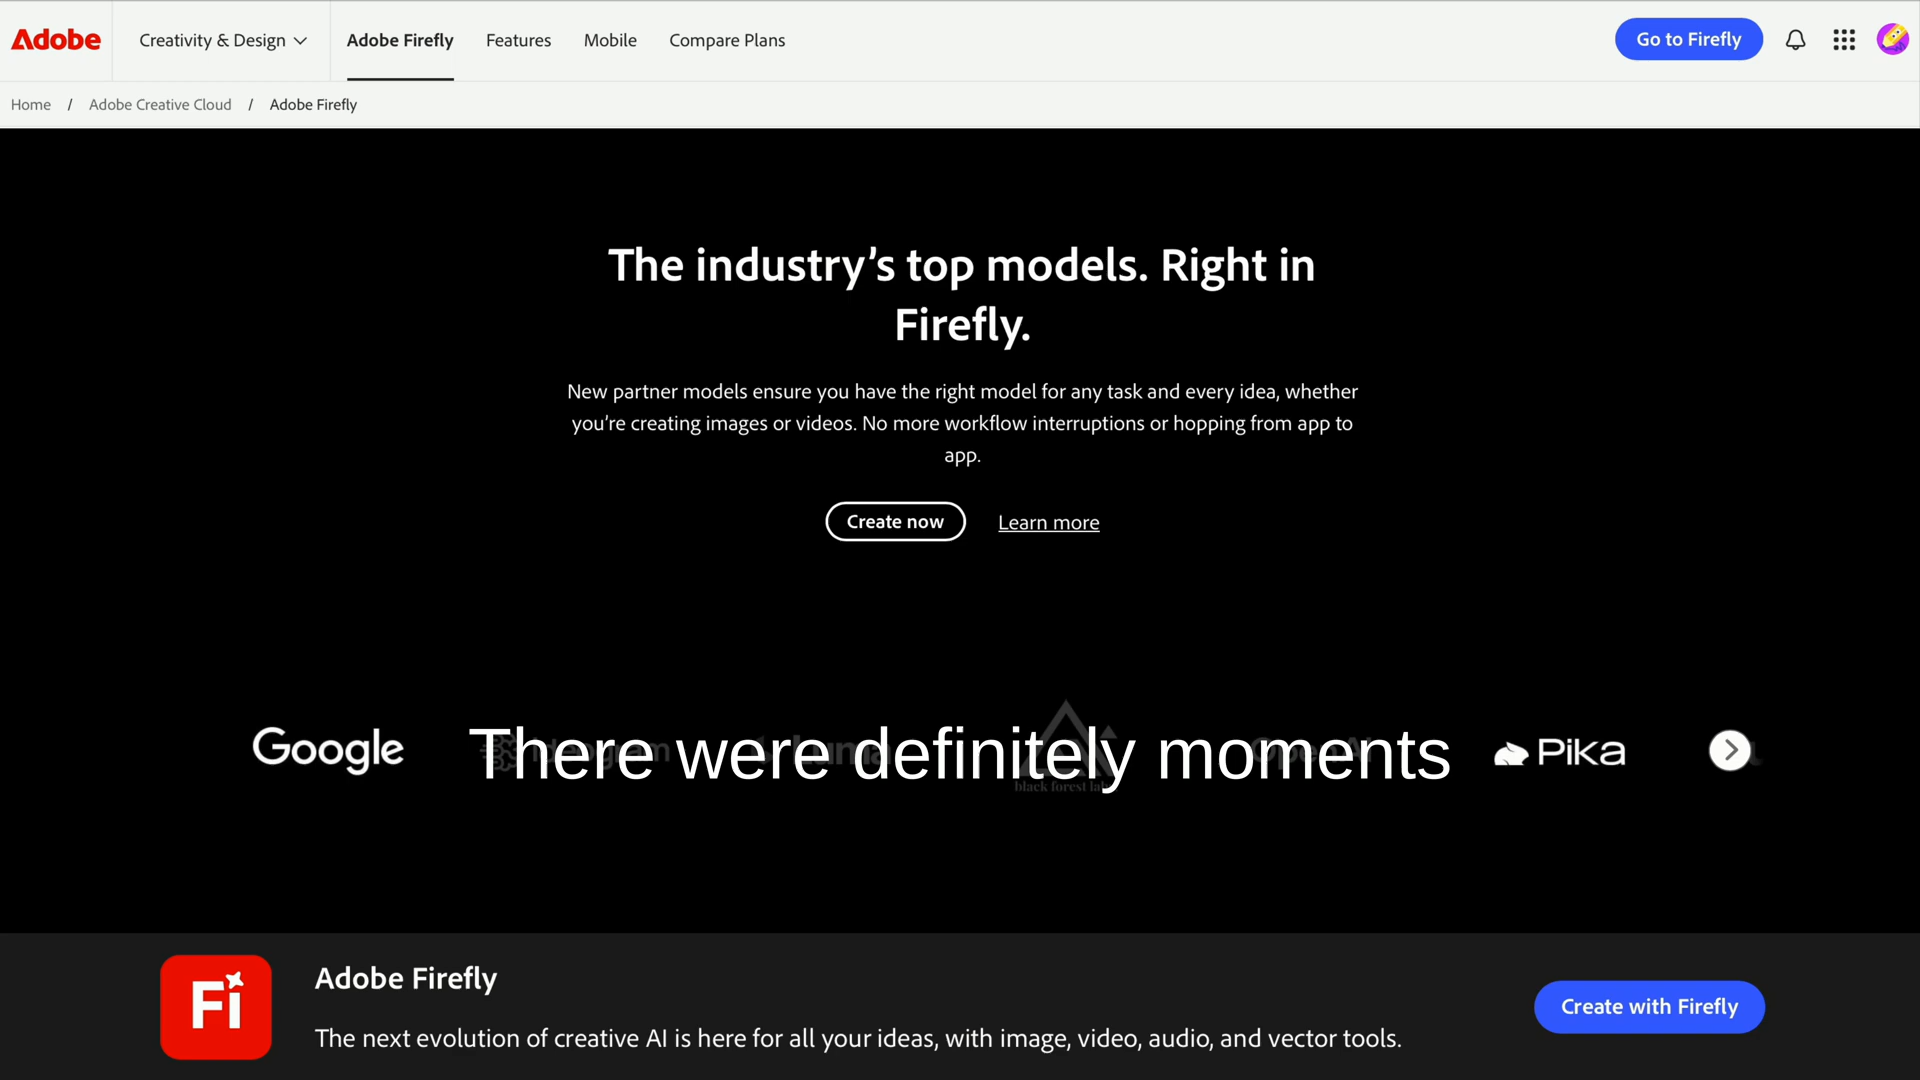 Adobe
Creativity & Design
Adobe Firefly
Features
Mobile
Compare Plans
Go to Firefly
Home / Adobe Creative Cloud / Adobe Firefly
The industry’s top models. Right in
Firefly.
New partner models ensure you have the right model for any task and every idea, whether
you’re creating images or videos. No more workflow interruptions or hopping from app to
app.
Create now
Learn more
Google
There were definitely moments
black forest
Pika
Fi
Adobe Firefly
The next evolution of creative AI is here for all your ideas, with image, video, audio, and vector tools.
Create with Firefly